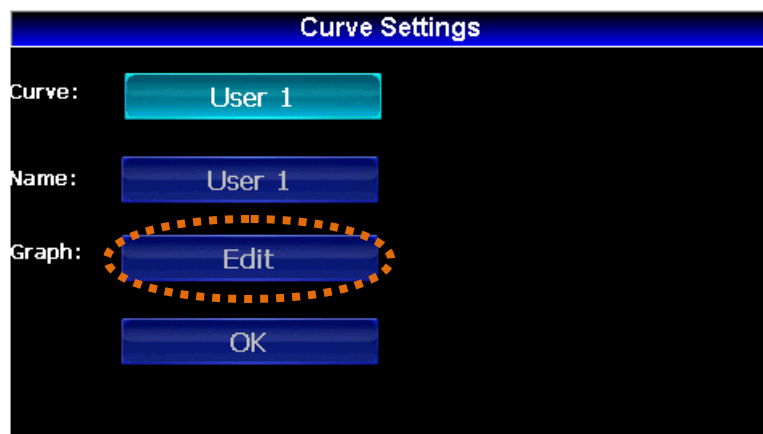 Curve Settings
Curve: User 1
Name: User 1
Graph: Edit
OK